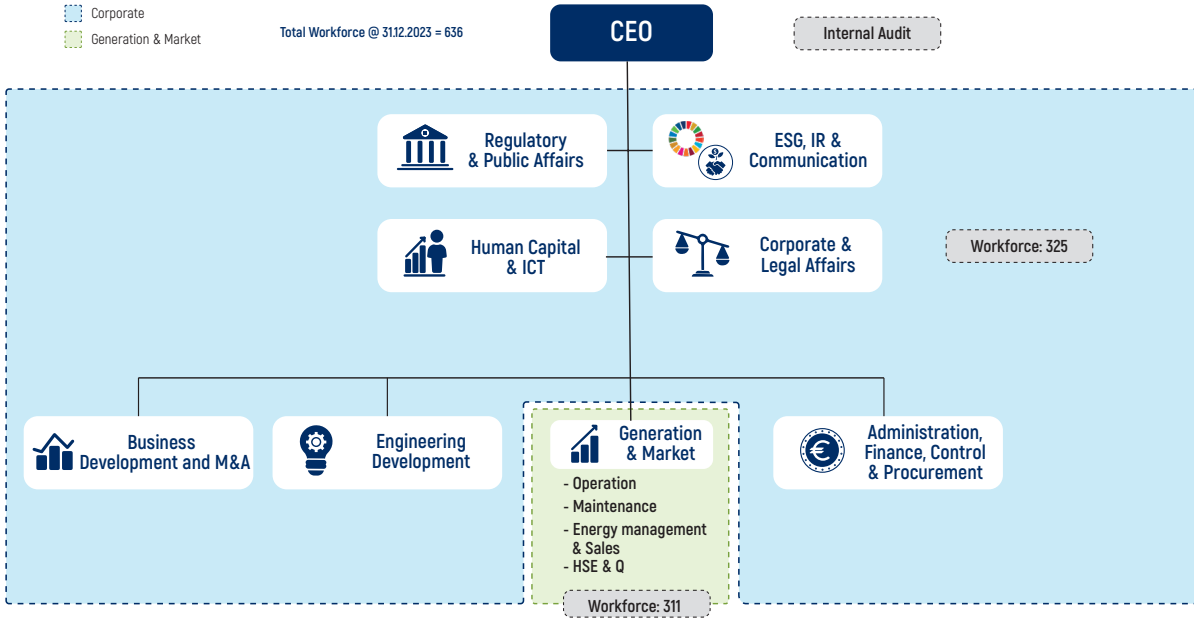 Corporate
Generation & Market
Total Workforce @ 31.12.2023 = 636
CEO
Internal Audit
Regulatory
& Public Affairs
ESG, IR &
Communication
Human Capital
& ICT
Corporate &
Legal Affairs
Workforce: 325
Business
Development and M&A
Engineering
Development
Generation
& Market
- Operation
- Maintenance
- Energy management
& Sales
- HSE & Q
Workforce: 311
Administration,
Finance, Control
& Procurement